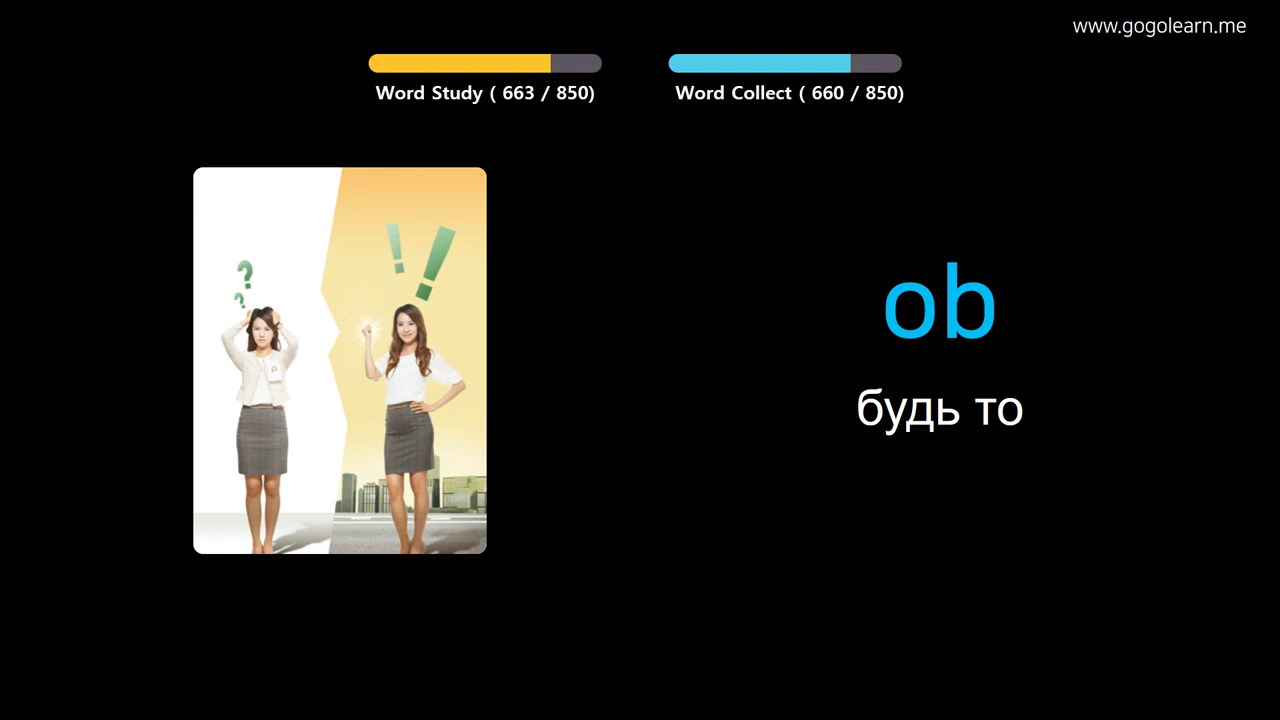 www.gogolearn.me
Word Study ( 663 / 850)
Word Collect ( 660 / 850)
? ?
! !
ob
будь то